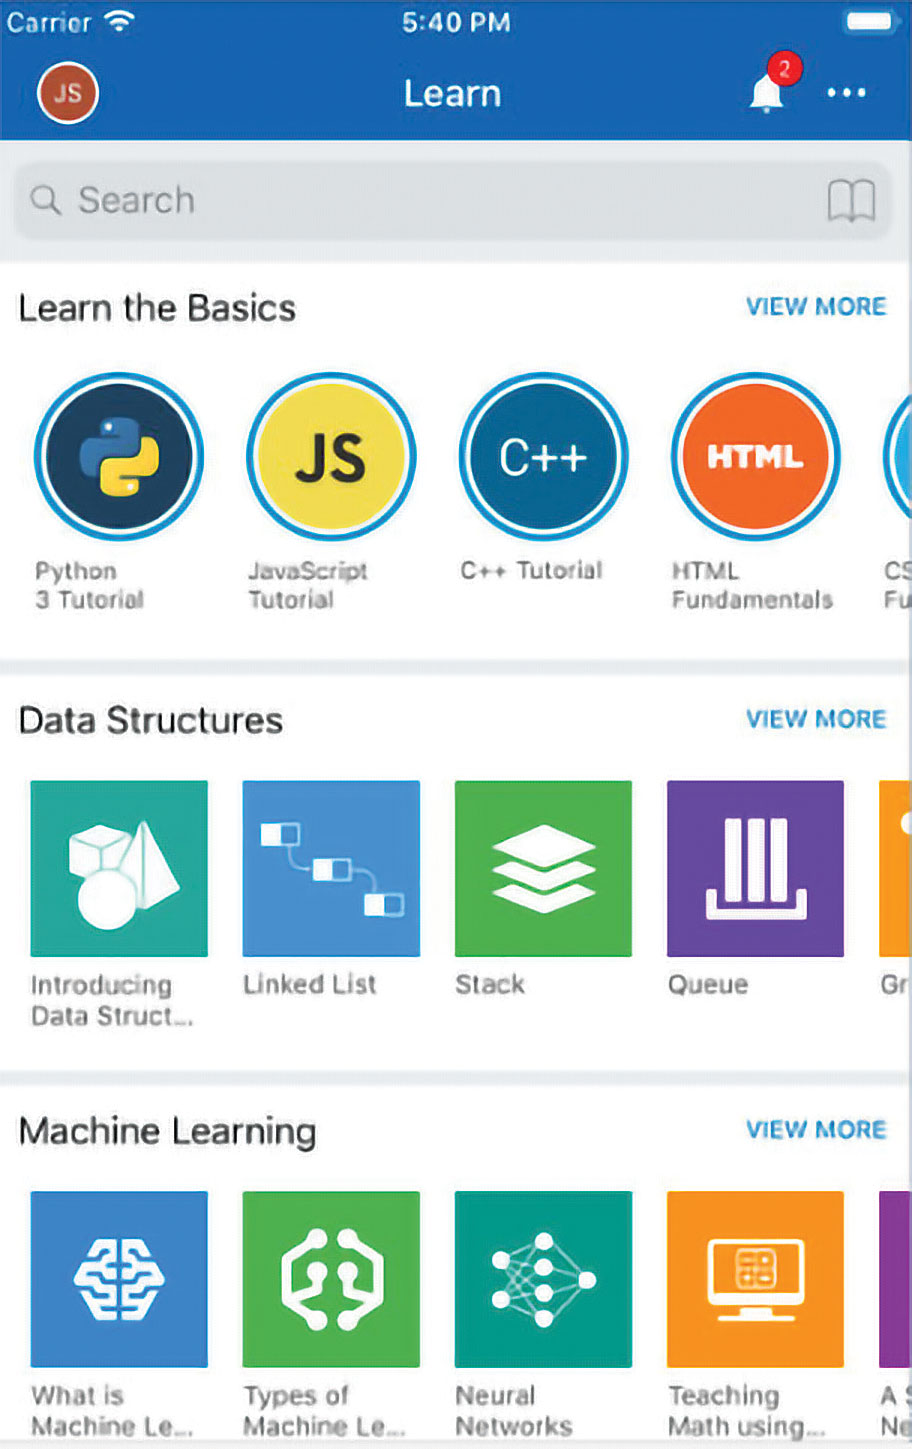 Carrier 5:40 PM
JS Learn 2
Search
Learn the Basics VIEW MORE
JS C++ HTML
Python JavaScript C++ Tutorial HTML CS
3 Tutorial Tutorial Fundamentals Fu
Data Structures VIEW MORE
Introducing Linked List Stack Queue Gr
Data Struct...
Machine Learning VIEW MORE
What is Types of Neural Teaching A S
Machine Le... Machine Le... Networks Math using... Ne